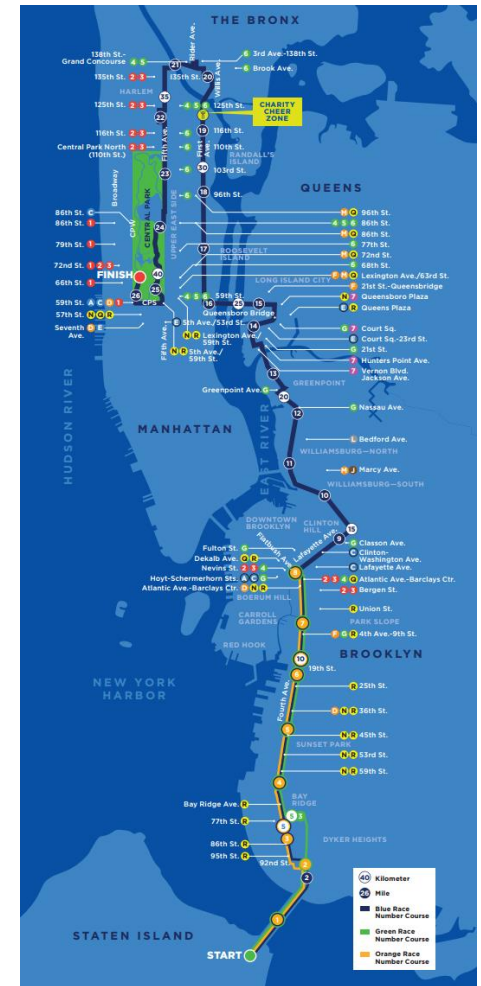 THE BRONX
138th St.-
Grand Concourse 4 5
21
Rider Ave.
6 3rd Ave.-138th St.
135th St. 2 3
135th St.
20
Willis Ave.
6 Brook Ave.
HARLEM
35
125th St. 2 3
4 5 6 125th St.
CHARITY
CHEER
ZONE
22
116th St. 2 3
Fifth Ave.
6
19
First Ave.
116th St.
Central Park North 2 3
(110th St.)
6
110th St.
RANDALL'S
ISLAND
23
6
30
103rd St.
Broadway
CPW
CENTRAL PARK
UPPER EAST SIDE
6
18
96th St.
QUEENS
86th St. C
86th St. 1
M Q 96th St.
4 5 6 86th St.
M Q 86th St.
24
79th St. 1
17
ROOSEVELT
ISLAND
6 77th St.
M Q 72nd St.
72nd St. 1 2 3
6 68th St.
FINISH
40
F M Q Lexington Ave./63rd St.
66th St. 1
LONG ISLAND CITY
F 21st St.-Queensbridge
26
25
4 5 6 59th St.
N 7 Queensboro Plaza
59th St. A C D 1
CPS
16
25
15
E R Queens Plaza
57th St. N Q R
Queensboro Bridge
Seventh D E
Ave.
Fifth Ave.
E 5th Ave./53rd St.
14
G 7 Court Sq.
N R Lexington Ave./
59th St.
E Court Sq.-23rd St.
N R 5th Ave./
59th St.
G 21st St.
7 Hunters Point Ave.
13
7 Vernon Blvd.
Jackson Ave.
HUDSON RIVER
GREENPOINT
Greenpoint Ave. G
20
12
G Nassau Ave.
MANHATTAN
EAST RIVER
L Bedford Ave.
WILLIAMSBURG—NORTH
11
M J Marcy Ave.
WILLIAMSBURG—SOUTH
10
DOWNTOWN
BROOKLYN
CLINTON
HILL
15
9
Flatbush Ave.
Lafayette Ave.
G Classon Ave.
Fulton St. G
C Clinton-
Washington Ave.
Dekalb Ave. Q R
C Lafayette Ave.
Nevins St. 2 3 4
8
2 3 4 Q Atlantic Ave.-Barclays Ctr.
Hoyt-Schermerhorn Sts. A C G
2 3 Bergen St.
Atlantic Ave.-Barclays Ctr. D N R
BOERUM HILL
R Union St.
CARROLL
GARDENS
7
PARK SLOPE
F G R 4th Ave.-9th St.
RED HOOK
10
BROOKLYN
19th St.
6
NEW YORK
HARBOR
R 25th St.
Fourth Ave.
D N R 36th St.
5
N R 45th St.
SUNSET PARK
N R 53rd St.
N R 59th St.
4
Bay Ridge Ave. R
BAY
RIDGE
77th St. R
5 3
5
DYKER HEIGHTS
86th St. R
3
95th St. R
92nd St.
2
2
40 Kilometer
26 Mile
Blue Race
Number Course
Green Race
Number Course
Orange Race
Number Course
1
STATEN ISLAND
START